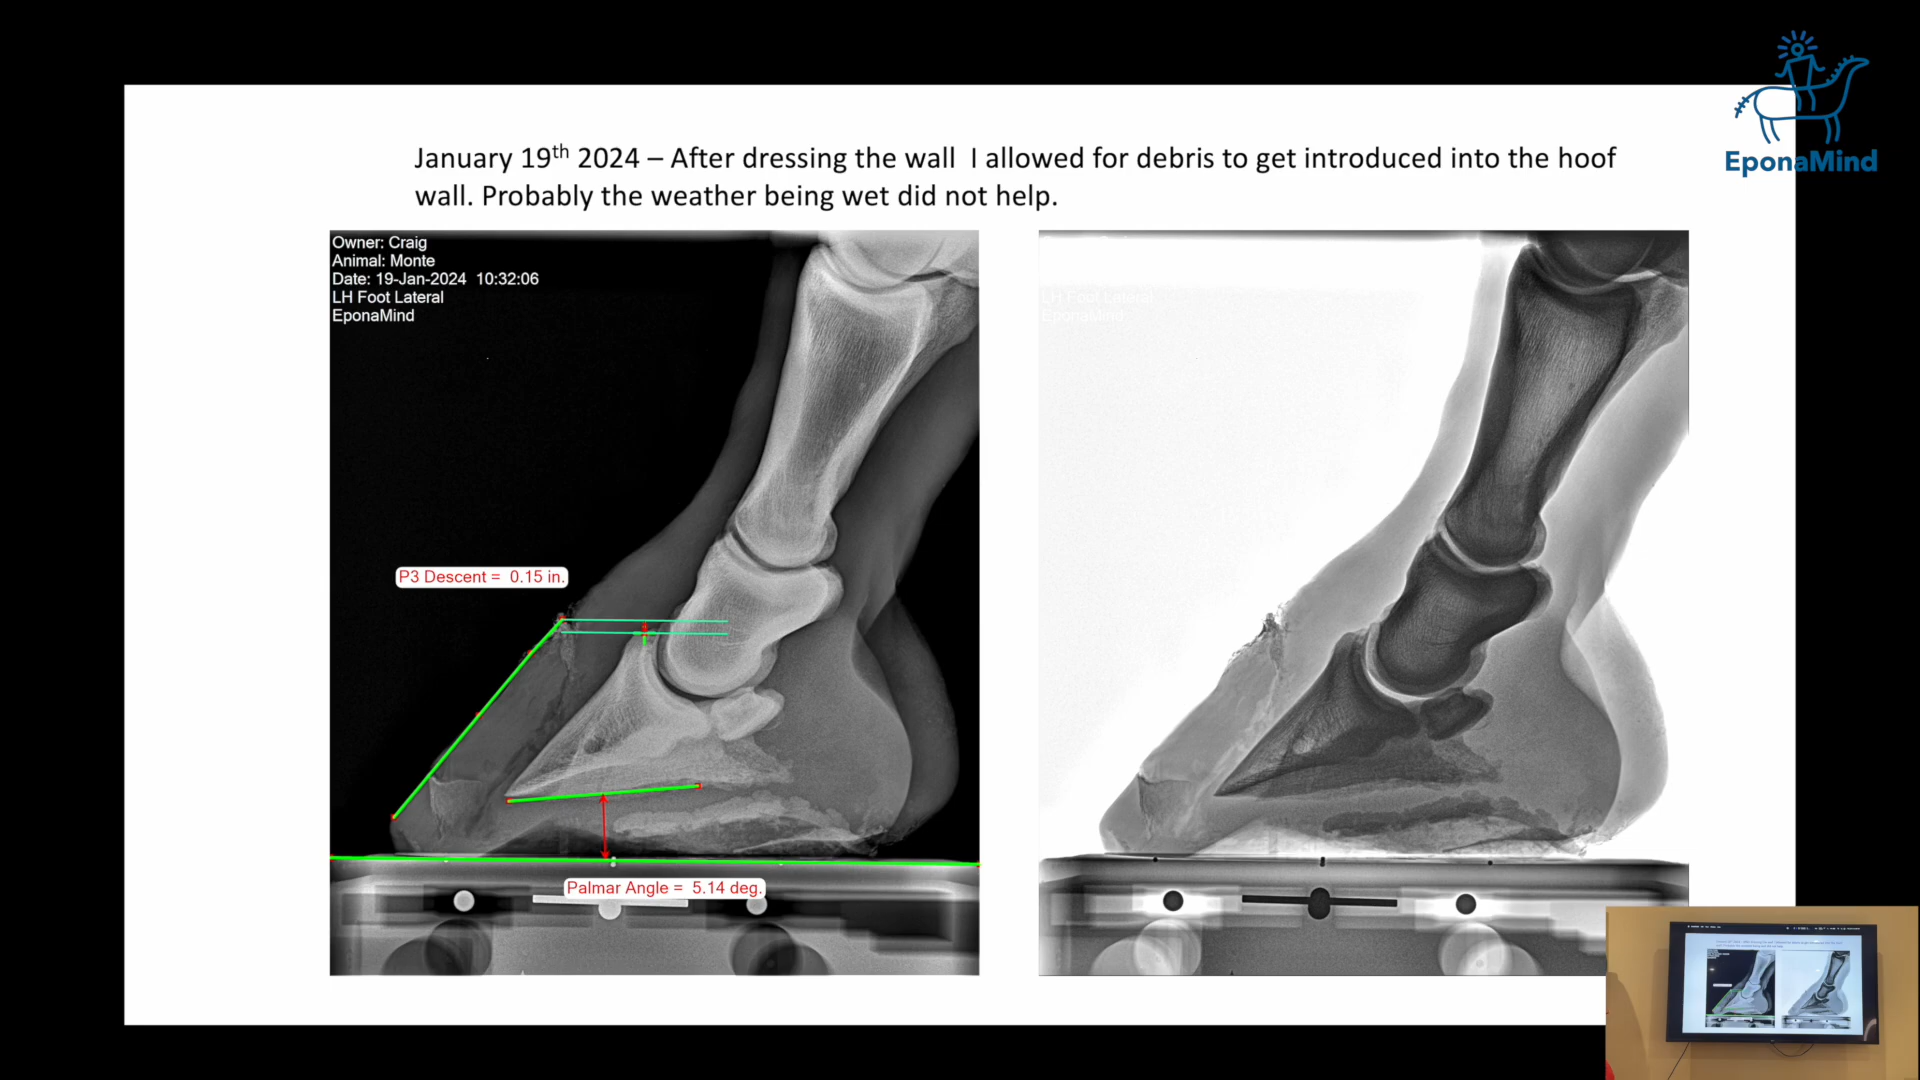 EponaMind
January 19th 2024 – After dressing the wall I allowed for debris to get introduced into the hoof
wall. Probably the weather being wet did not help.
Owner: Craig
Animal: Monte
Date: 19-Jan-2024 10:32:06
LH Foot Lateral
EponaMind
LH Foot Lateral
EponaMind
P3 Descent = 0.15 in.
Palmar Angle = 5.14 deg.